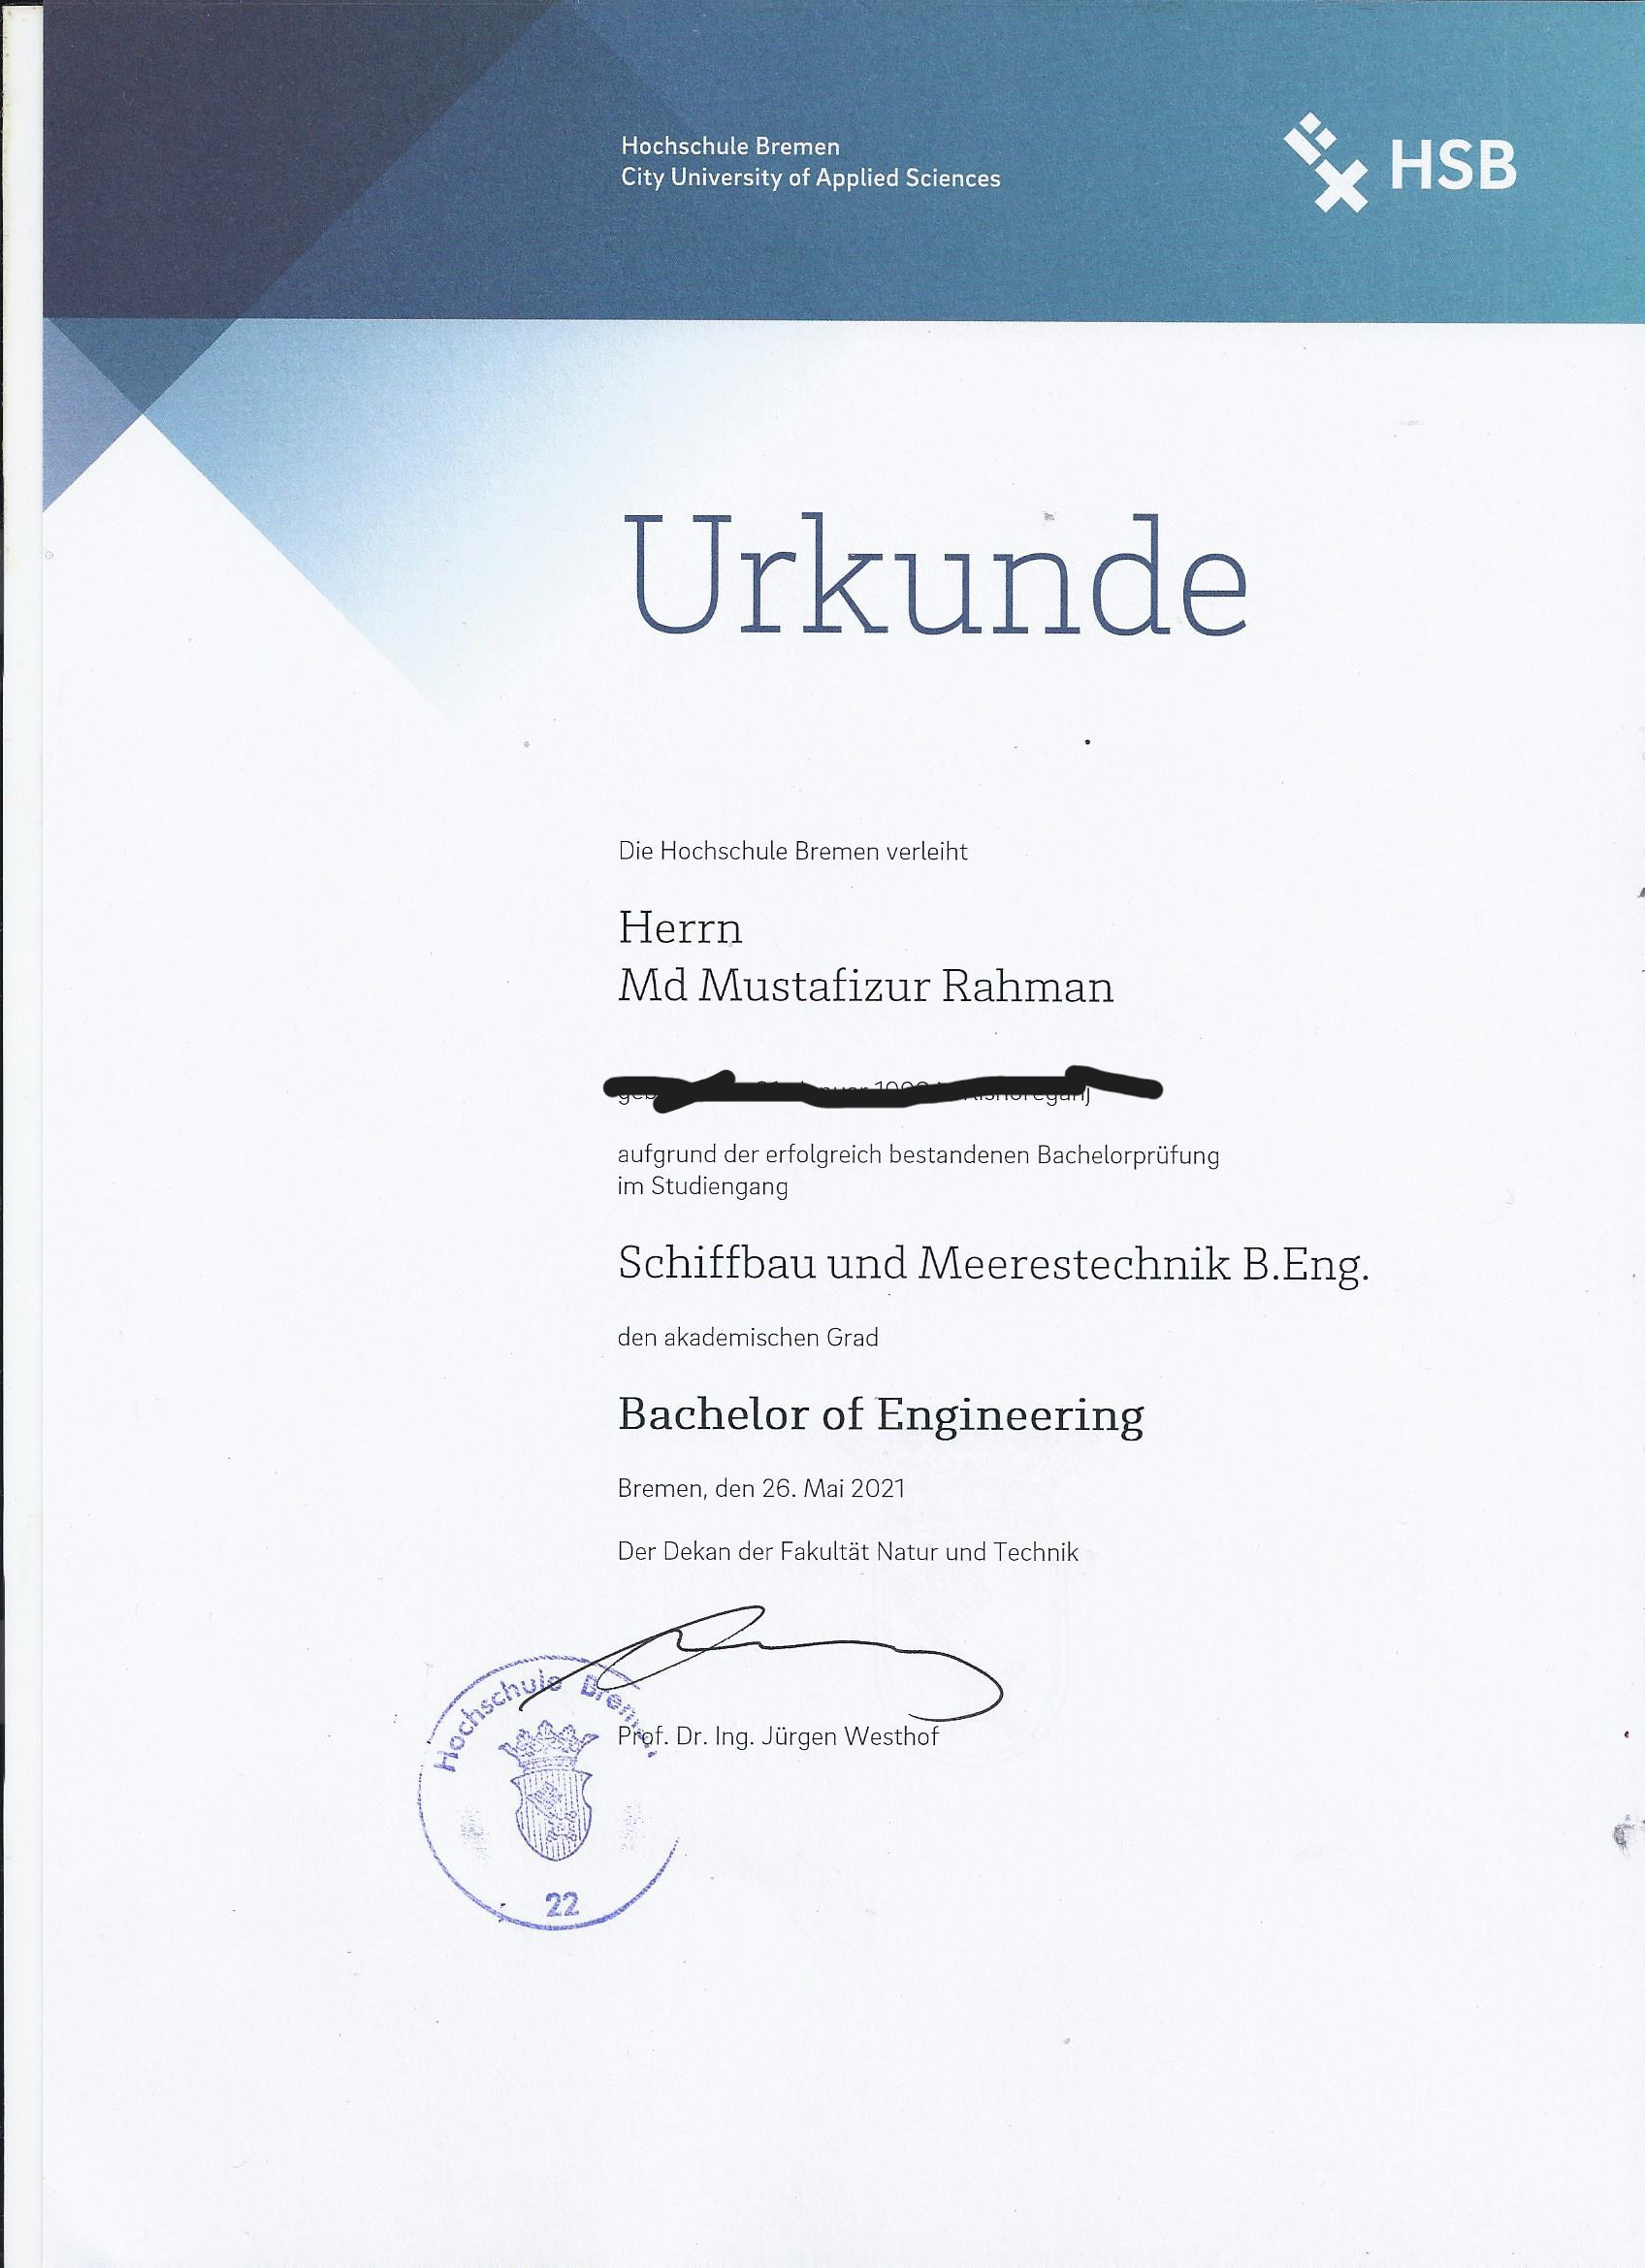 Hochschule Bremen
City University of Applied Sciences
HSB
Urkunde
Die Hochschule Bremen verleiht
Herrn
Md Mustafizur Rahman
aufgrund der erfolgreich bestandenen Bachelorprüfung
im Studiengang
Schiffbau und Meerestechnik B.Eng.
den akademischen Grad
Bachelor of Engineering
Bremen, den 26. Mai 2021
Der Dekan der Fakultät Natur und Technik
Prof. Dr. Ing. Jürgen Westhof
Hochschule Bremen
22